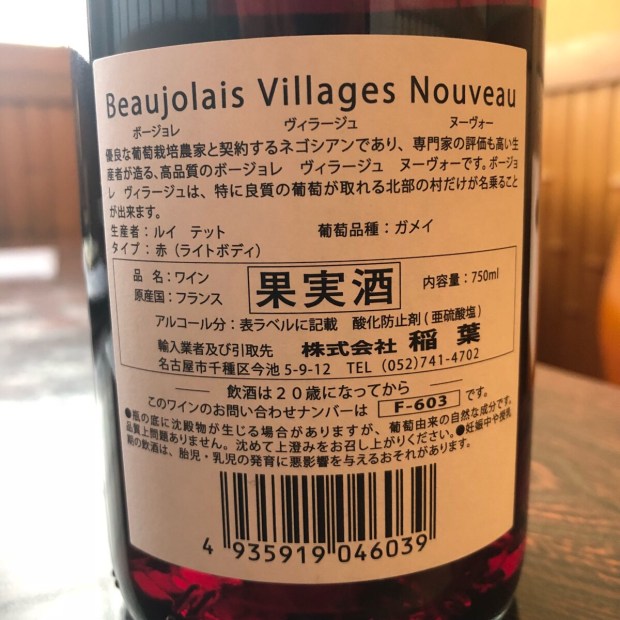 Beaujolais Villages Nouveau
ボージョレ ヴィラージュ ヌーヴォー
優良な葡萄栽培農家と契約するネゴシアンであり、専門家の評価も高い生
産者が造る、高品質のボージョレ ヴィラージュ ヌーヴォーです。ボージョ
レ ヴィラージュは、特に良質の葡萄が取れる北部の村だけが名乗ること
が出来ます。
生産者:ルイ テット 葡萄品種:ガメイ
タイプ:赤(ライトボディ)
品 名:ワイン
原産国:フランス
果実酒
内容量:750ml
アルコール分:表ラベルに記載 酸化防止剤(亜硫酸塩)
輸入業者及び引取先 株式会社 稲葉
名古屋市千種区今池5-9-12 TEL (052)741-4702
飲酒は20歳になってから
このワインのお問い合わせナンバーは F-603 です。
●瓶の底に沈殿物が生じる場合がありますが、葡萄由来の自然な成分です。
品質上問題ありません。沈めて上澄みをお召し上がりください。●妊娠中や授乳
期の飲酒は、胎児・乳児の発育に悪影響を与えるおそれがあります。
4 935919 046039